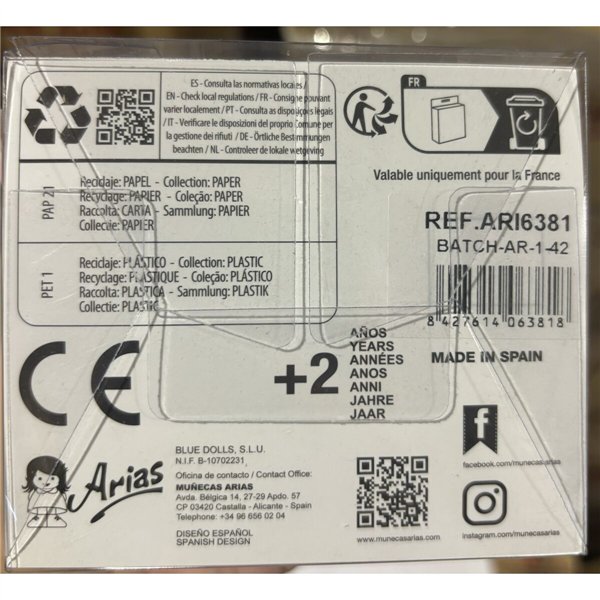 ES - Consulta las normativas locales /
EN - Check local regulations / FR - Consigne pouvant
varier localement / PT - Consulta as disposições legais
/ IT - Verificare le disposizioni del proprio Comune per
la gestione dei rifiuti / DE - Örtliche Bestimmungen
beachten / NL - Controleer de lokale wetgeving
PAP 21
Reciclaje: PAPEL - Collection: PAPER
Recyclage: PAPIER - Coleção: PAPER
Raccolta: CARTA - Sammlung: PAPIER
Collectie: PAPIER
PET 1
Reciclaje: PLÁSTICO - Collection: PLASTIC
Recyclage: PLASTIQUE - Coleção: PLÁSTICO
Raccolta: PLASTICA - Sammlung: PLASTIK
Collectie: PLASTIC
FR
Valable uniquement pour la France
REF.ARI6381
BATCH-AR-1-42
8 427614 063818
MADE IN SPAIN
CE
+2
AÑOS
YEARS
ANNÉES
ANOS
ANNI
JAHRE
JAAR
Arias
BLUE DOLLS, S.L.U.
N.I.F. B-10702231
Oficina de contacto / Contact Office:
MUÑECAS ARIAS
Avda. Bélgica 14, 27-29 Apdo. 57
CP 03420 Castalla - Alicante - Spain
Telephone: +34 96 656 02 04
DISEÑO ESPAÑOL
SPANISH DESIGN
www.munecasarias.com
f
facebook.com/muñecasarias
instagram.com/muñecasarias